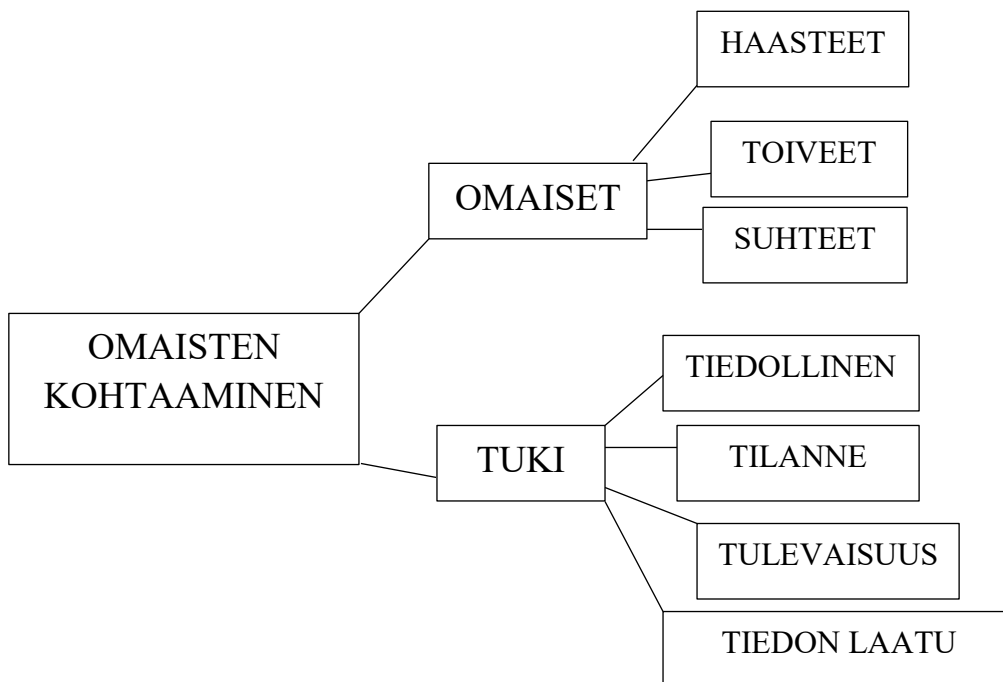 HAASTEET
TOIVEET
OMAISET
SUHTEET
OMAISTEN
KOHTAAMINEN
TIEDOLLINEN
TUKI
TILANNE
TULEVAISUUS
TIEDON LAATU